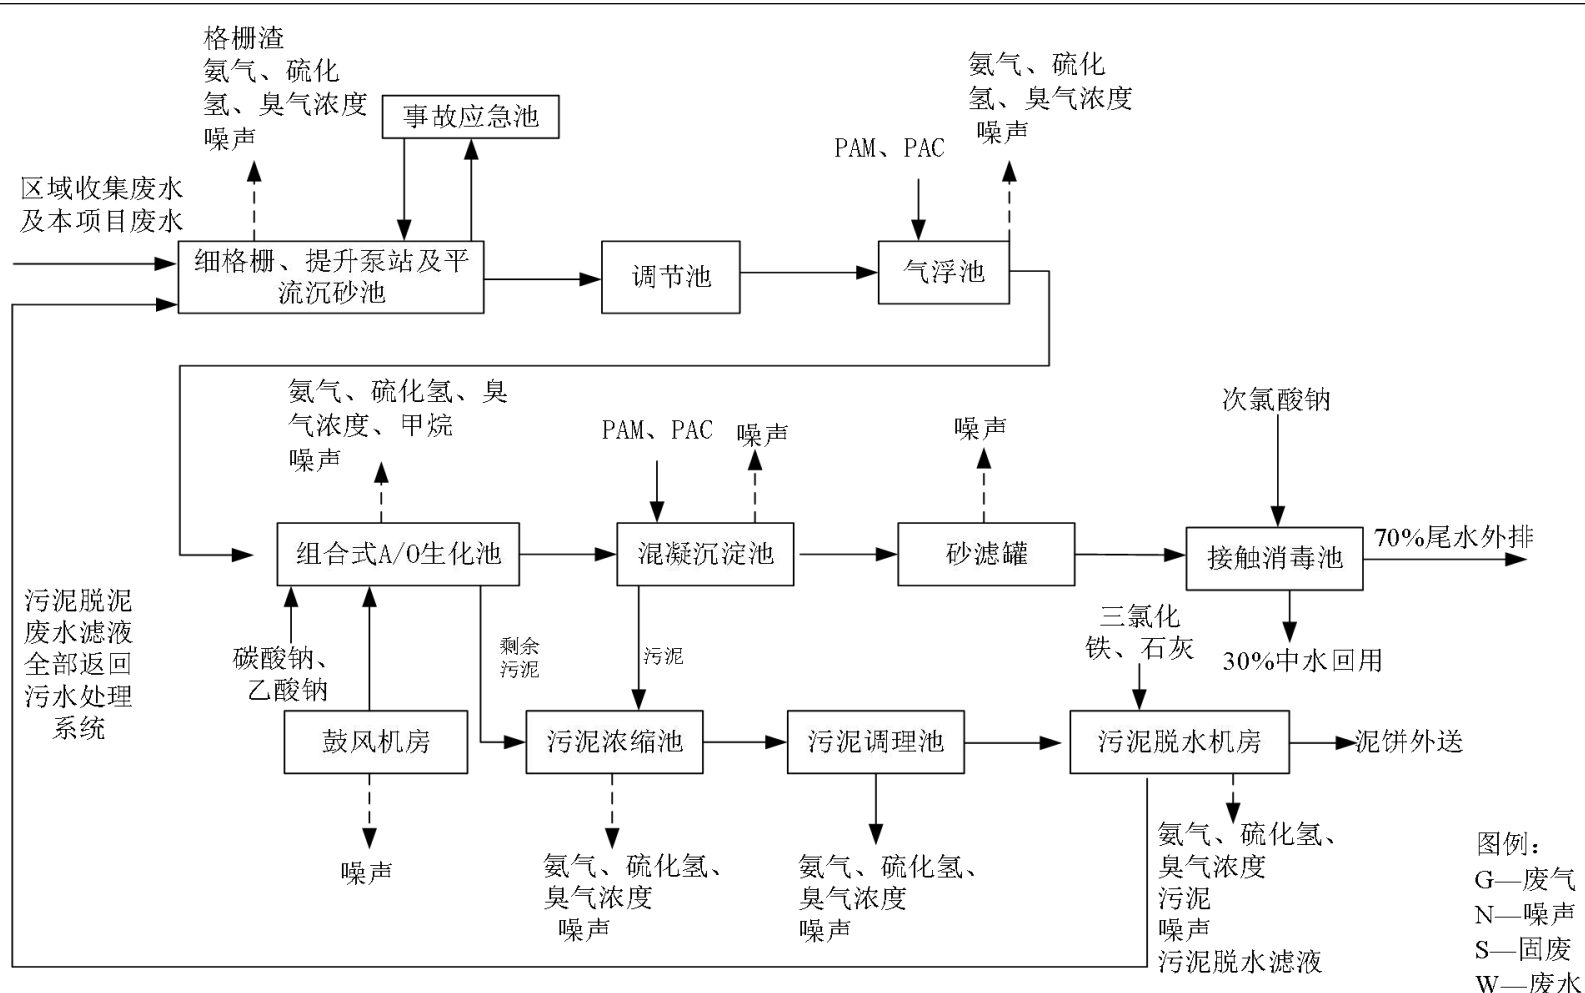 格栅渣
氨气、硫化
氢、臭气浓度
噪声
事故应急池
氨气、硫化
氢、臭气浓度
噪声
PAM、PAC
区域收集废水
及本项目废水
细格栅、提升泵站及平
流沉砂池
调节池
气浮池
氨气、硫化氢、臭
气浓度、甲烷
噪声
PAM、PAC
噪声
噪声
次氯酸钠
组合式A/O生化池
混凝沉淀池
砂滤罐
接触消毒池
70%尾水外排
污泥脱泥
废水滤液
全部返回
污水处理
系统
碳酸钠、
乙酸钠
剩余
污泥
污泥
三氯化
铁、石灰
30%中水回用
鼓风机房
污泥浓缩池
污泥调理池
污泥脱水机房
泥饼外送
噪声
氨气、硫化氢、
臭气浓度
噪声
氨气、硫化氢、
臭气浓度
噪声
氨气、硫化氢、
臭气浓度
污泥
噪声
污泥脱水滤液
图例：
G—废气
N—噪声
S—固废
W—废水